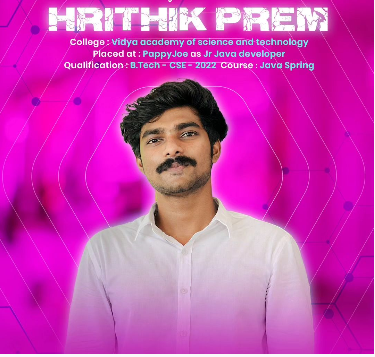 HRITHIK PREM
College : Vidya academy of science and technology
Placed at : PappyJoe as Jr Java developer
Qualification : B.Tech - CSE - 2022 Course : Java Spring